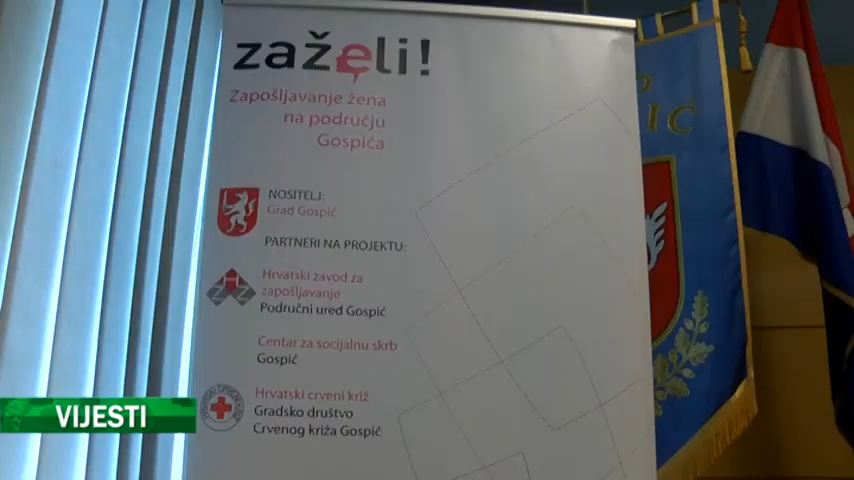 zaželi!
Zapošljavanje žena
na području
Gospića
NOSITELJ:
Grad Gospić
PARTNERI NA PROJEKTU:
Hrvatski zavod za
zapošljavanje
Područni ured Gospić
Centar za socijalnu skrb
Gospić
Hrvatski crveni križ
Gradsko društvo
Crvenog križa Gospić
VIJESTI